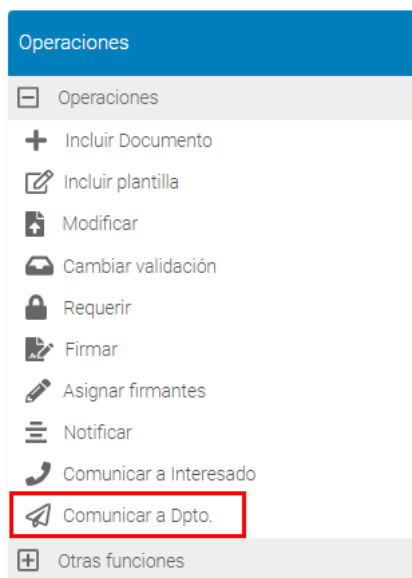 Operaciones
Operaciones
Incluir Documento
Incluir plantilla
Modificar
Cambiar validación
Requerir
Firmar
Asignar firmantes
Notificar
Comunicar a Interesado
Comunicar a Dpto.
Otras funciones